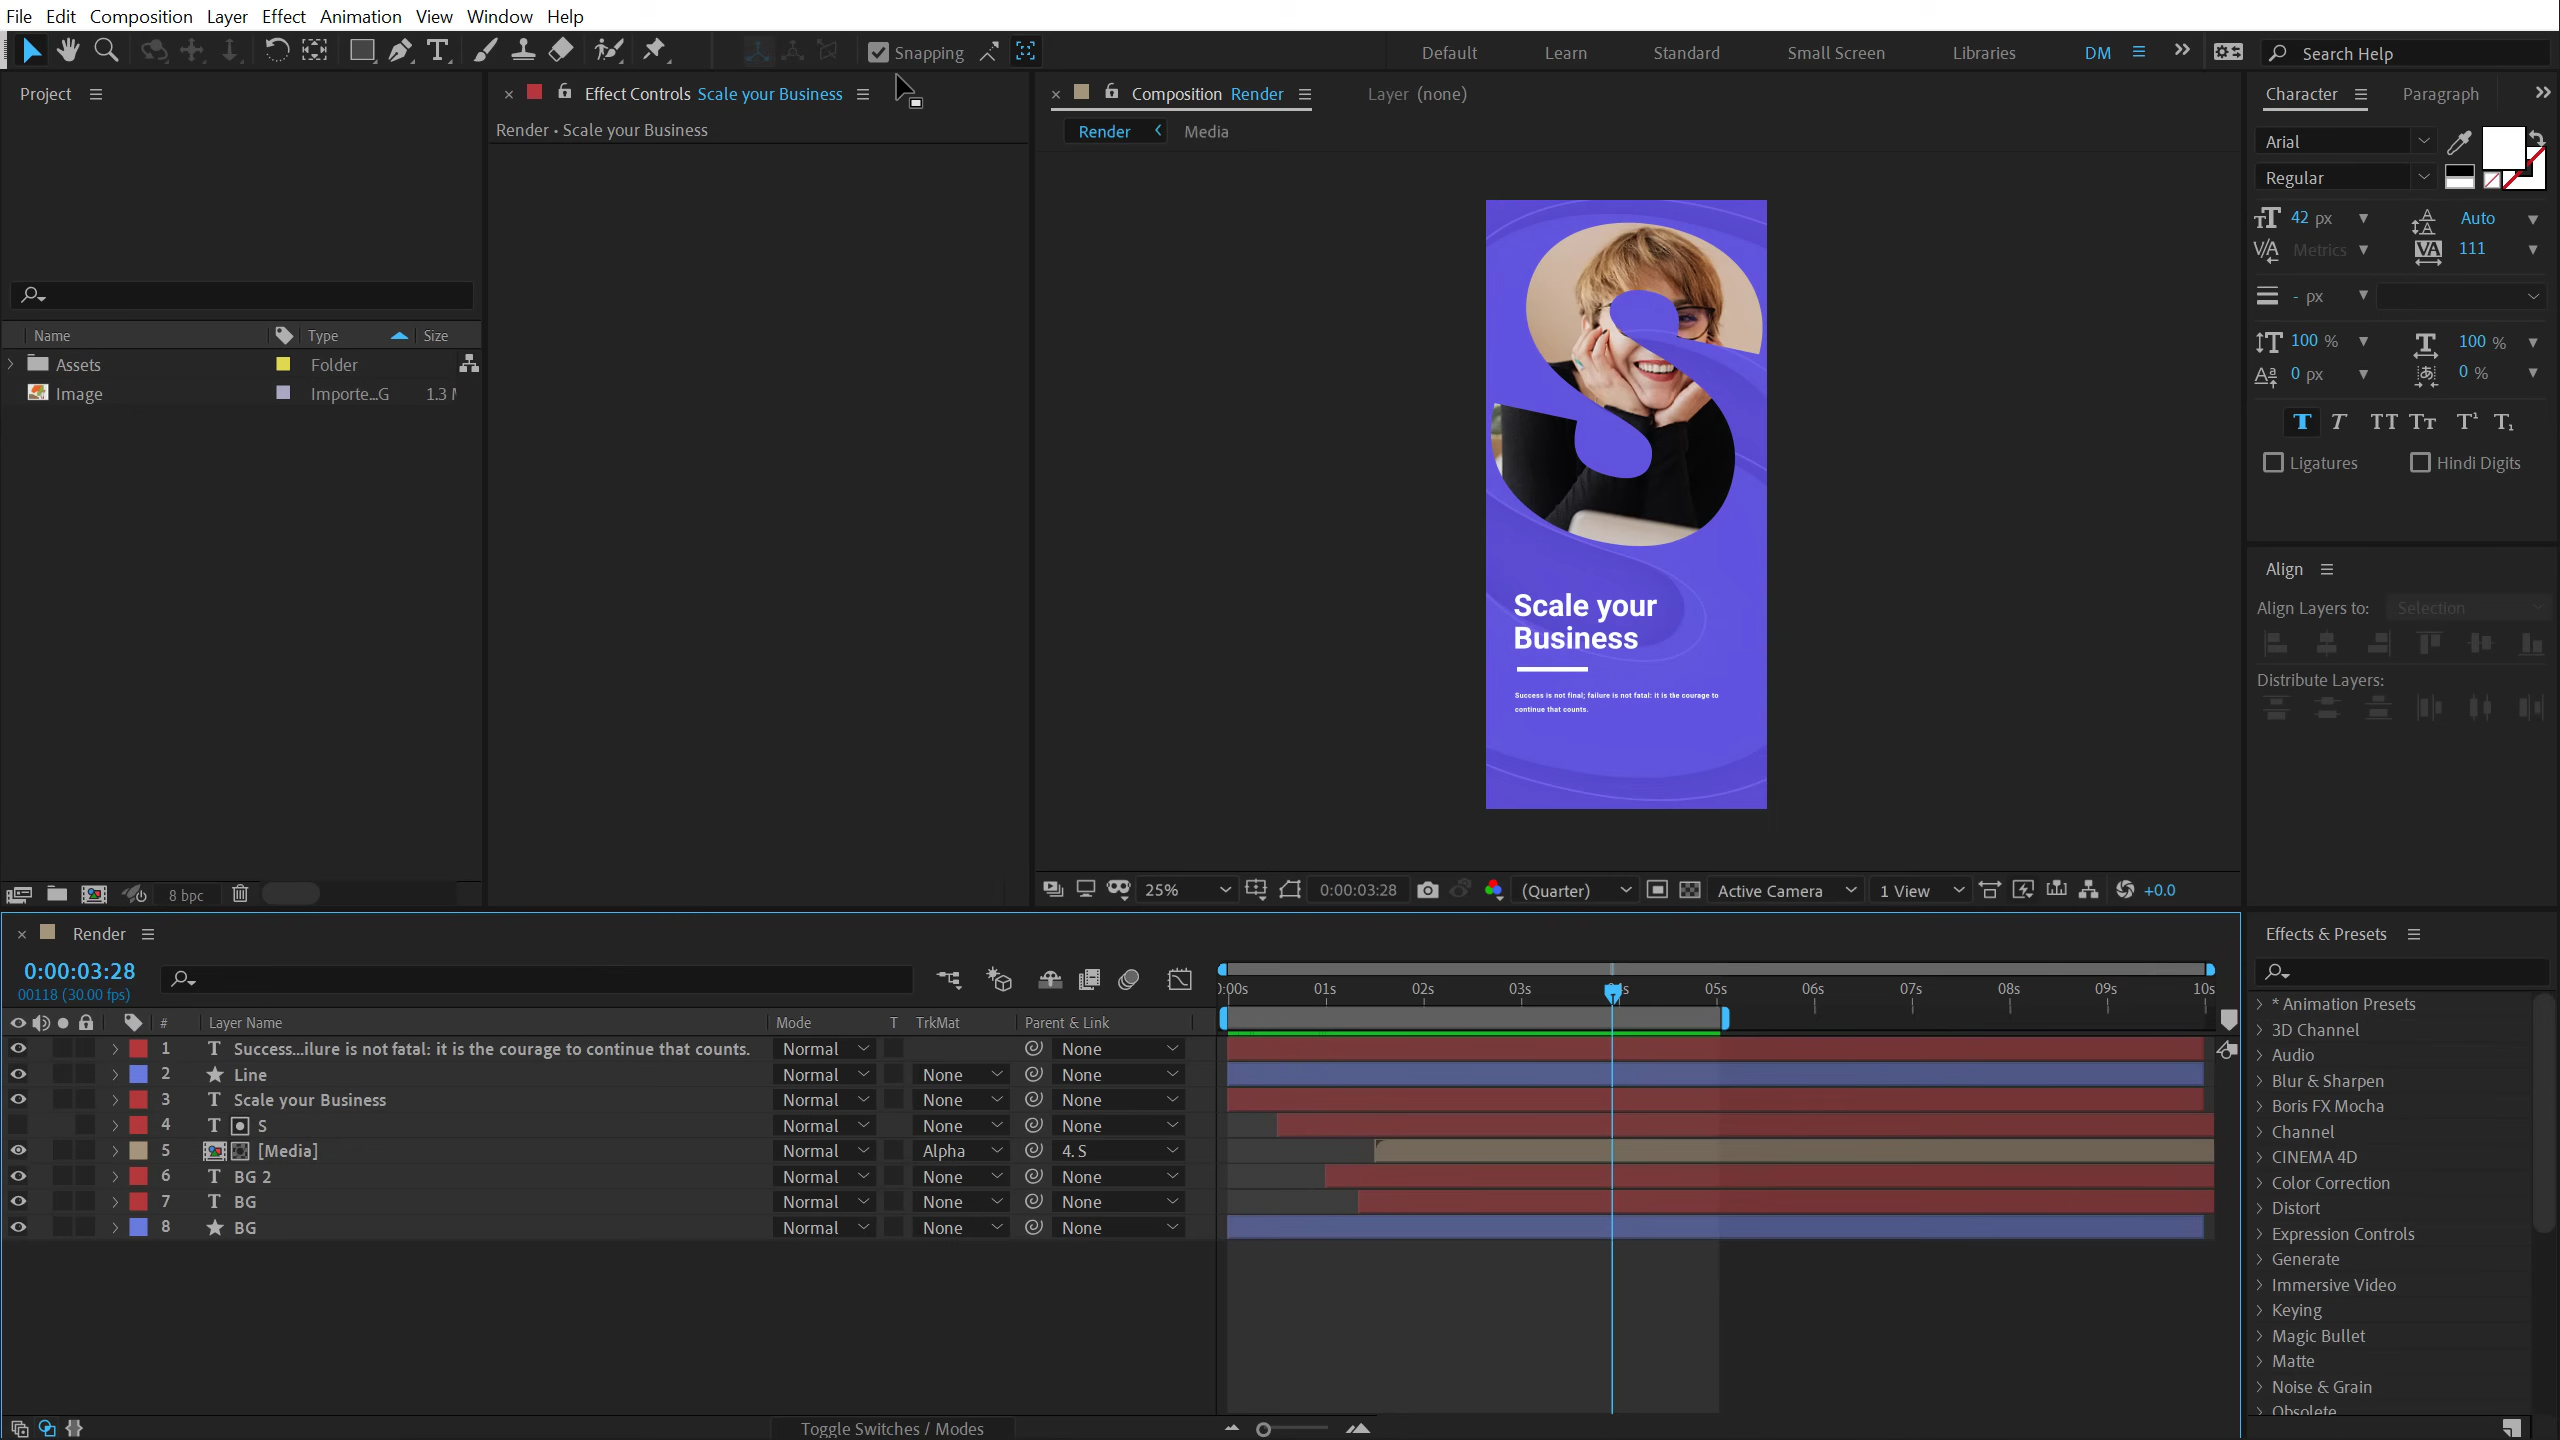 File Edit Composition Layer Effect Animation View Window Help
Snapping Default Learn Standard Small Screen Libraries DM Search Help
Project
Effect Controls Scale your Business
Composition Render Layer (none)
Character Paragraph
Render • Scale your Business
Render Media
Arial
Regular
42 px Auto
Metrics 111
- px
100 % 100 %
0 px 0 %
Ligatures Hindi Digits
Name Type Size
Assets Folder
Image Importe...G 1.3 M
Scale your
Business
Success is not final; failure is not fatal: it is the courage to
continue that counts.
Align
Align Layers to: Selection
Distribute Layers:
8 bpc
25% 0:00:03:28 (Quarter) Active Camera 1 View +0.0
Render
0:00:03:28
00118 (30.00 fps)
0:00s 01s 02s 03s 04s 05s 06s 07s 08s 09s 10s
# Layer Name Mode T TrkMat Parent & Link
1 T Success...ilure is not fatal: it is the courage to continue that counts. Normal None
2 Line Normal None None
3 T Scale your Business Normal None None
4 T S Normal None None
5 [Media] Normal Alpha 4. S
6 T BG 2 Normal None None
7 T BG Normal None None
8 BG Normal None None
Toggle Switches / Modes
Effects & Presets
* Animation Presets
3D Channel
Audio
Blur & Sharpen
Boris FX Mocha
Channel
CINEMA 4D
Color Correction
Distort
Expression Controls
Generate
Immersive Video
Keying
Magic Bullet
Matte
Noise & Grain
Obsolete